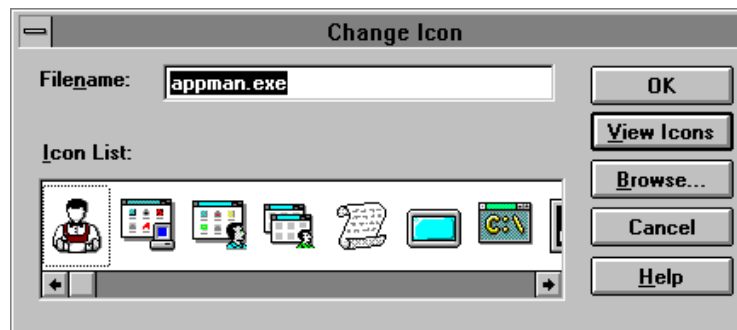 Change Icon
Filename:
appman.exe
OK
View Icons
Icon List:
Browse...
C:\
Cancel
Help